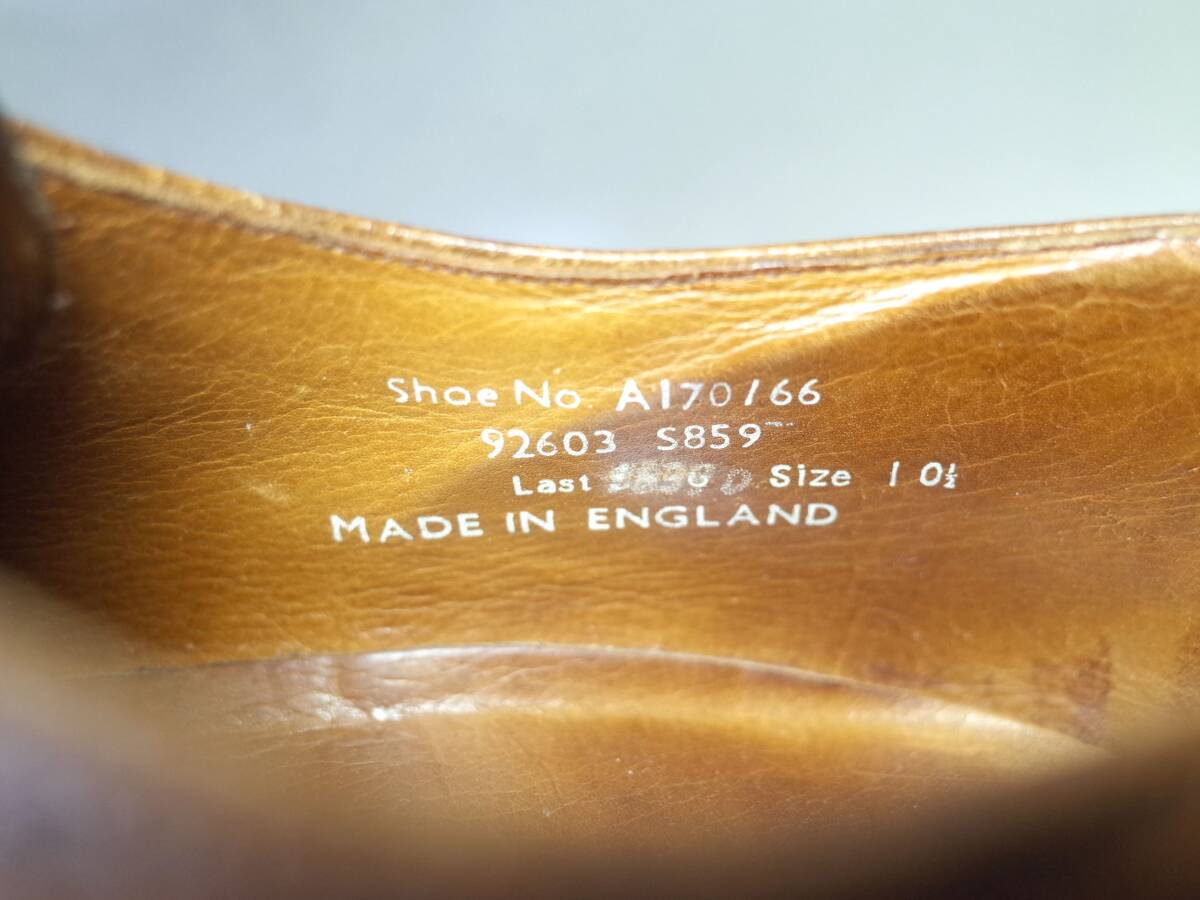 Shoe No. A170/66
92603 S859
Last Size 10½
MADE IN ENGLAND